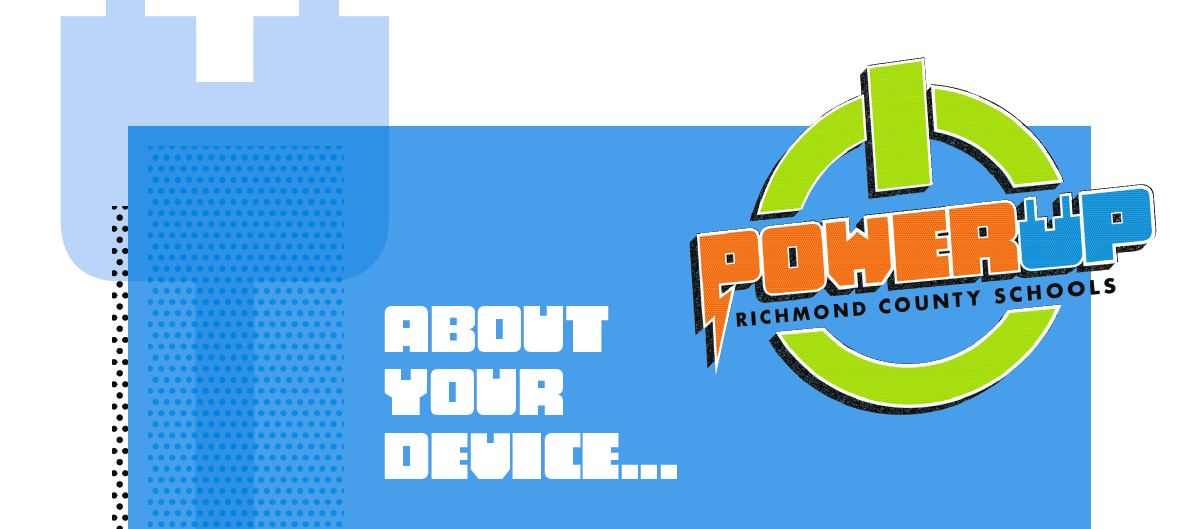 POWERUP
RICHMOND COUNTY SCHOOLS
ABOUT
YOUR
DEVICE...